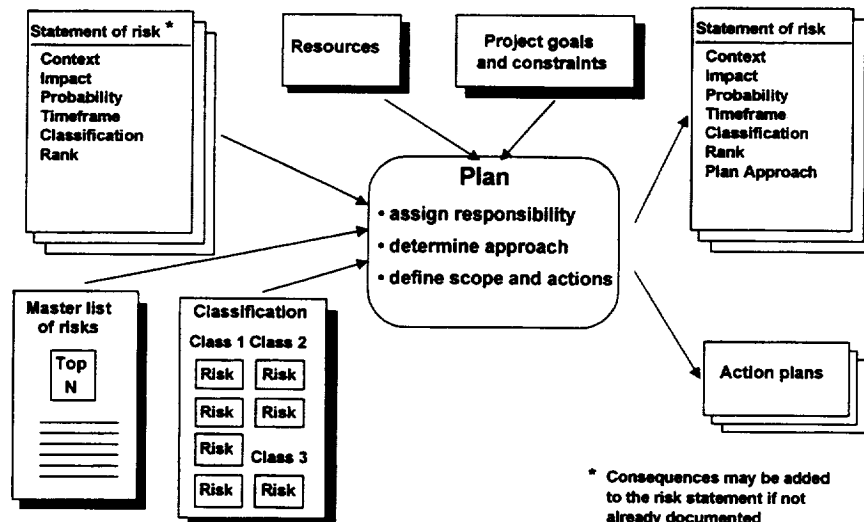 Statement of risk *
Context
Impact
Probability
Timeframe
Classification
Rank
Resources
Project goals
and constraints
Statement of risk
Context
Impact
Probability
Timeframe
Classification
Rank
Plan Approach
Plan
• assign responsibility
• determine approach
• define scope and actions
Master list
of risks
Top
N
Classification
Class 1 Class 2
Risk Risk
Risk Risk
Risk
Class 3
Risk Risk
Action plans
* Consequences may be added
to the risk statement if not
already documented